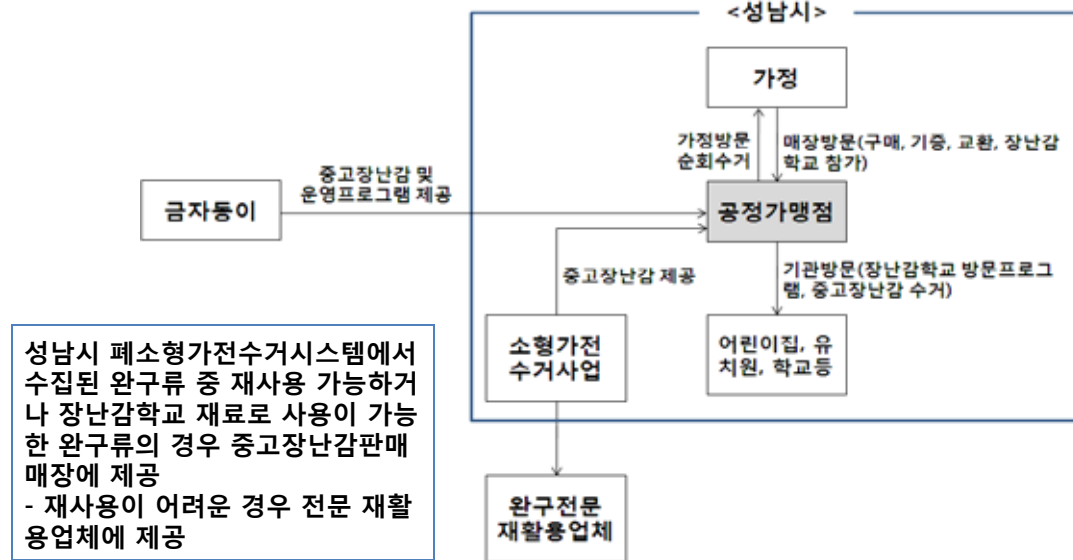 <성남시>
가정
가정방문
순회수거
매장방문(구매, 기증, 교환, 장난감
학교 참가)
중고장난감 및
운영프로그램 제공
금자동이
공정가맹점
중고장난감 제공
기관방문(장난감학교 방문프로그
램, 중고장난감 수거)
소형가전
수거사업
어린이집, 유
치원, 학교등
성남시 폐소형가전수거시스템에서
수집된 완구류 중 재사용 가능하거
나 장난감학교 재료로 사용이 가능
한 완구류의 경우 중고장난감판매
매장에 제공
- 재사용이 어려운 경우 전문 재활
용업체에 제공
완구전문
재활용업체